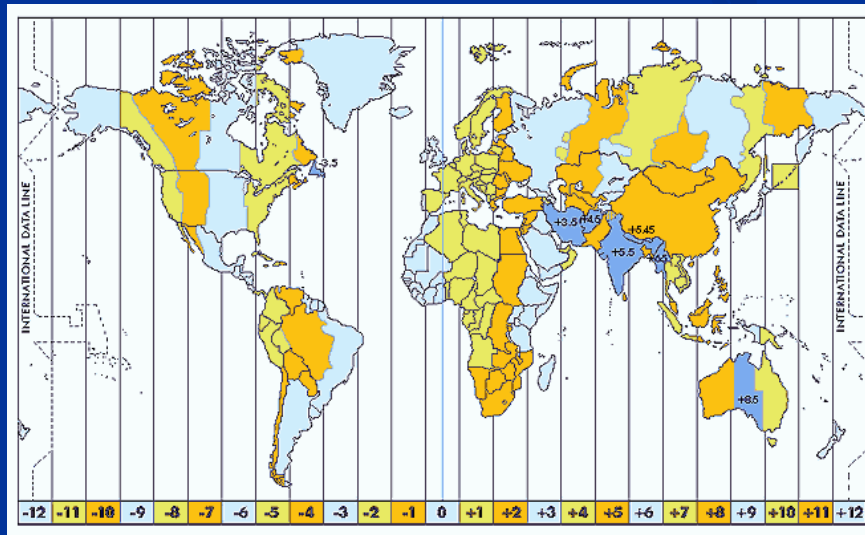 -3.5
+3.5
+4.5
+5.45
+5.5
+6.5
+8.5
INTERNATIONAL DATA LINE
INTERNATIONAL DATA LINE
-12 -11 -10 -9 -8 -7 -6 -5 -4 -3 -2 -1 0 +1 +2 +3 +4 +5 +6 +7 +8 +9 +10 +11 +12